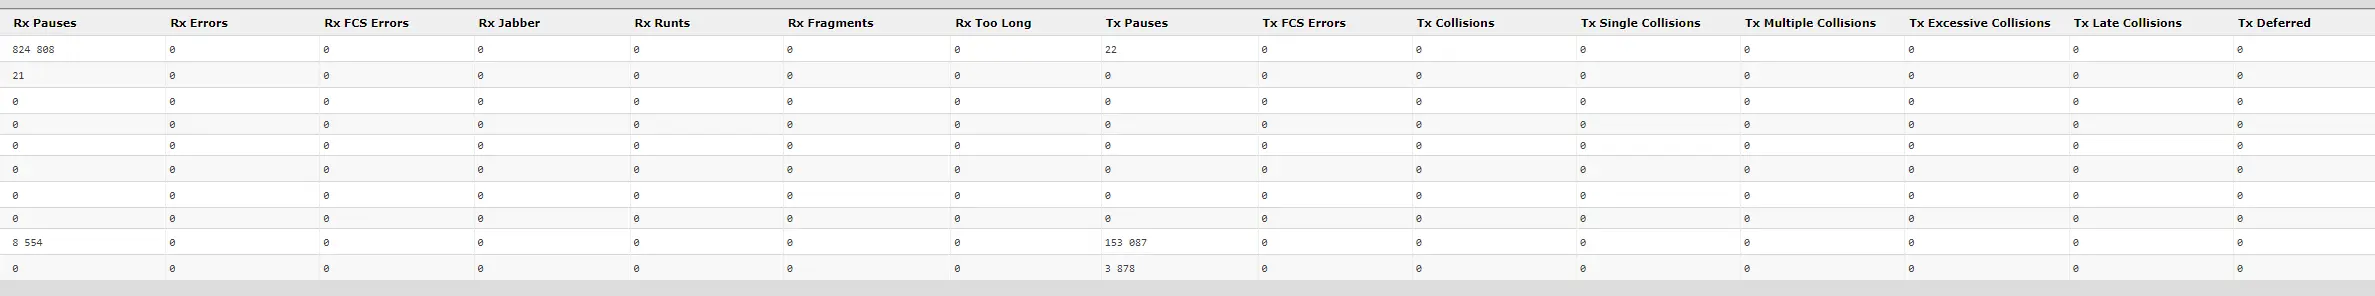 Rx Pauses Rx Errors Rx FCS Errors Rx Jabber Rx Runts Rx Fragments Rx Too Long Tx Pauses Tx FCS Errors Tx Collisions Tx Single Collisions Tx Multiple Collisions Tx Excessive Collisions Tx Late Collisions Tx Deferred
824 808 0 0 0 0 0 0 22 0 0 0 0 0 0 0
21 0 0 0 0 0 0 0 0 0 0 0 0 0 0
0 0 0 0 0 0 0 0 0 0 0 0 0 0 0
0 0 0 0 0 0 0 0 0 0 0 0 0 0 0
0 0 0 0 0 0 0 0 0 0 0 0 0 0 0
0 0 0 0 0 0 0 0 0 0 0 0 0 0 0
0 0 0 0 0 0 0 0 0 0 0 0 0 0 0
0 0 0 0 0 0 0 0 0 0 0 0 0 0 0
8 554 0 0 0 0 0 0 153 087 0 0 0 0 0 0 0
0 0 0 0 0 0 0 3 878 0 0 0 0 0 0 0